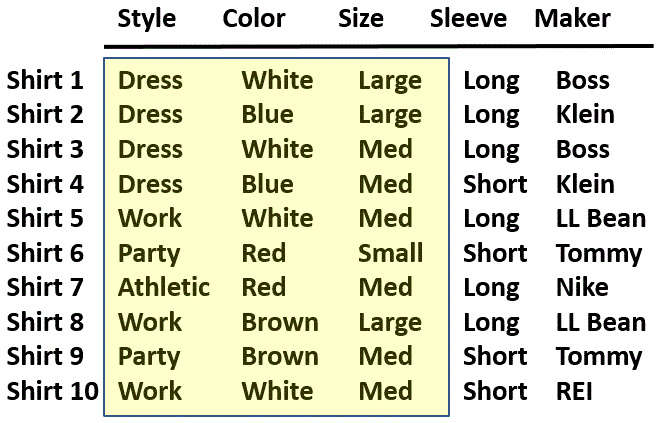 Style Color Size Sleeve Maker
Shirt 1 Dress White Large Long Boss
Shirt 2 Dress Blue Large Long Klein
Shirt 3 Dress White Med Long Boss
Shirt 4 Dress Blue Med Short Klein
Shirt 5 Work White Med Long LL Bean
Shirt 6 Party Red Small Short Tommy
Shirt 7 Athletic Red Med Long Nike
Shirt 8 Work Brown Large Long LL Bean
Shirt 9 Party Brown Med Short Tommy
Shirt 10 Work White Med Short REI